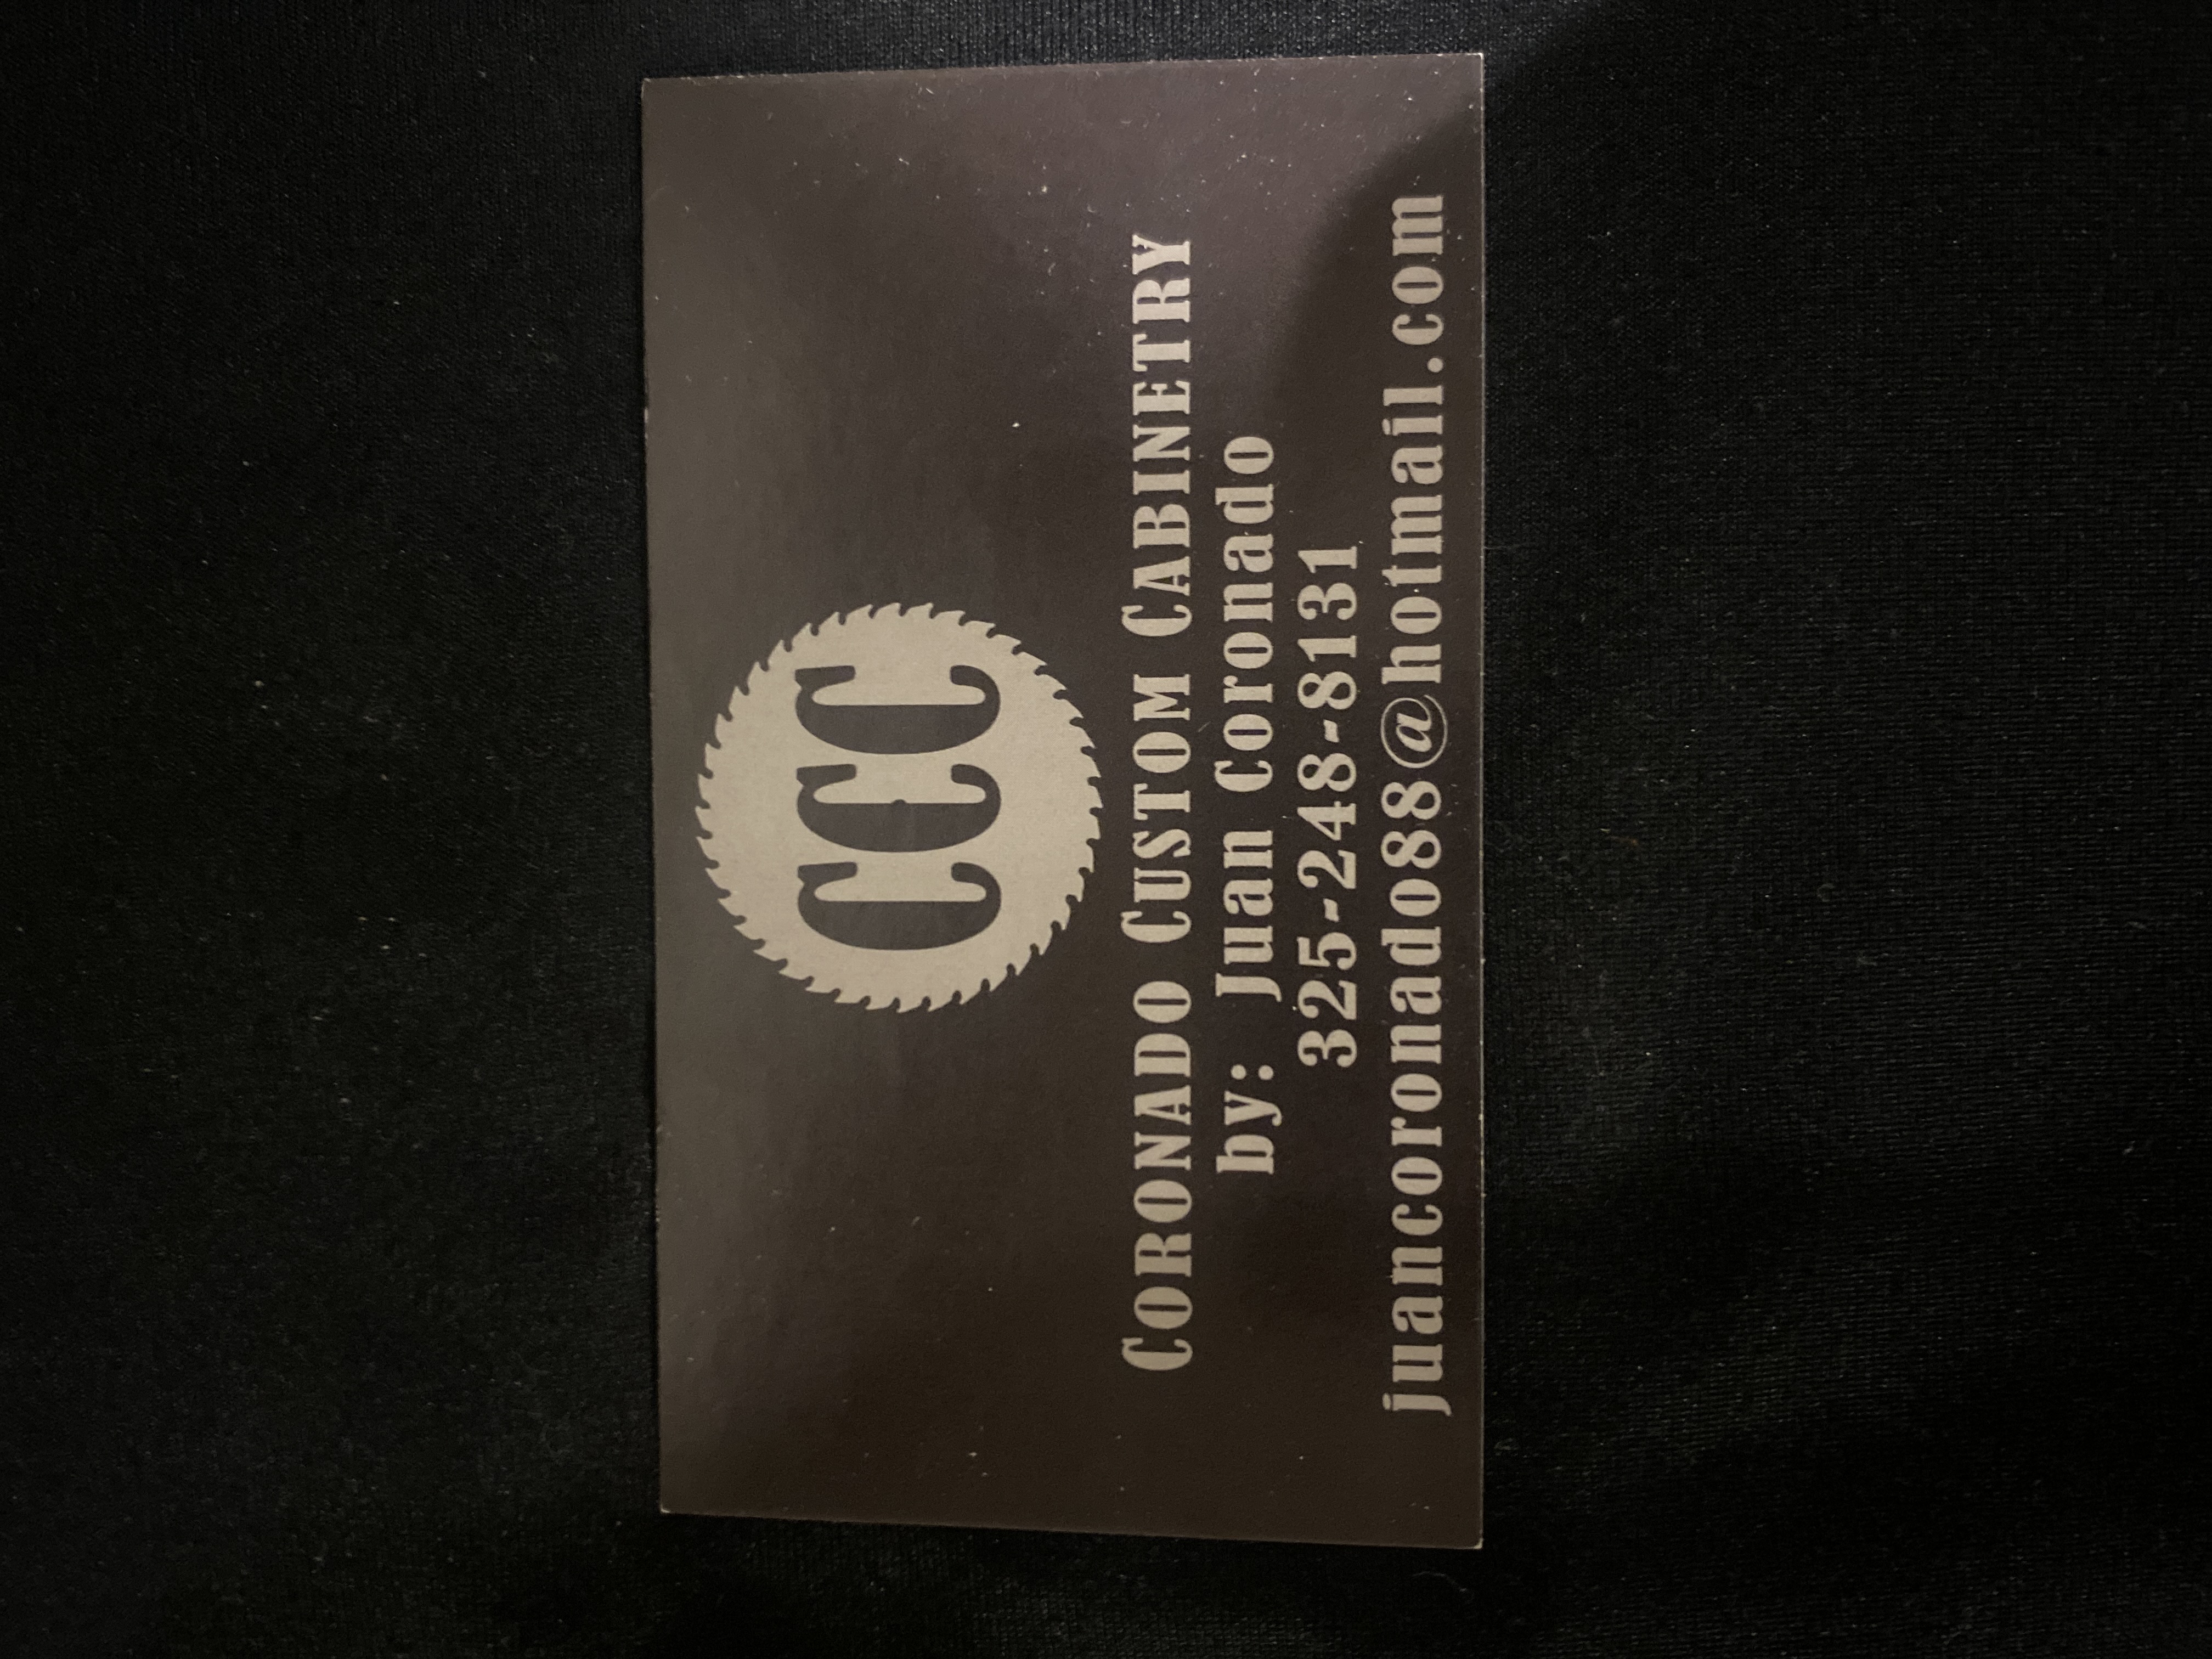 CCC
CORONADO CUSTOM CABINETRY
by: Juan Coronado
325-248-8131
juancoronado88@hotmail.com